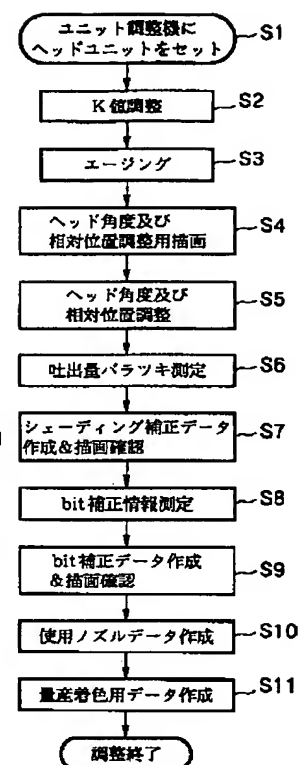 ユニット調整機に
ヘッドユニットをセット
S1
K値調整
S2
エージング
S3
ヘッド角度及び
相対位置調整用描画
S4
ヘッド角度及び
相対位置調整
S5
吐出量バラツキ測定
S6
シェーディング補正データ
作成&描画確認
S7
bit補正情報測定
S8
bit補正データ作成
&描画確認
S9
使用ノズルデータ作成
S10
量産着色用データ作成
S11
調整終了